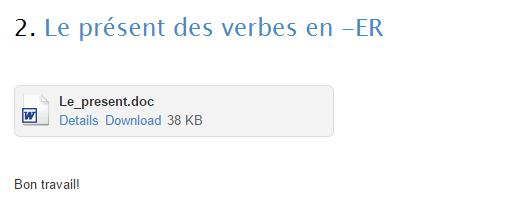 2. Le présent des verbes en -ER
Le_present.doc
Details Download 38 KB
Bon travail!